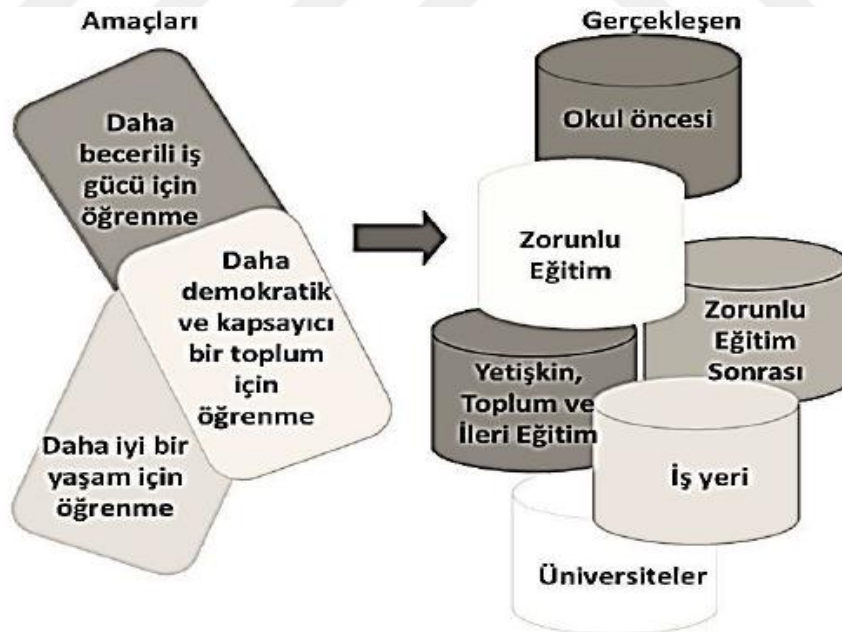 Amaçları
Daha
becerili iş
gücü için
öğrenme
Daha
demokratik
ve kapsayıcı
bir toplum
için
öğrenme
Daha iyi bir
yaşam için
öğrenme
Gerçekleşen
Okul öncesi
Zorunlu
Eğitim
Zorunlu
Eğitim
Sonrası
Yetişkin,
Toplum ve
İleri Eğitim
İş yeri
Üniversiteler